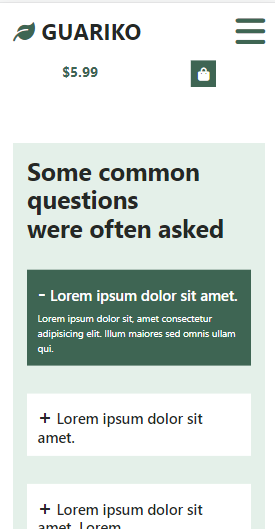 GUARIKO
$5.99
Some common
questions
were often asked
- Lorem ipsum dolor sit amet.
Lorem ipsum dolor sit, amet consectetur
adipisicing elit. Illum maiores sed omnis ullam
qui.
+ Lorem ipsum dolor sit
amet.
+ Lorem ipsum dolor sit
amet. Lorem